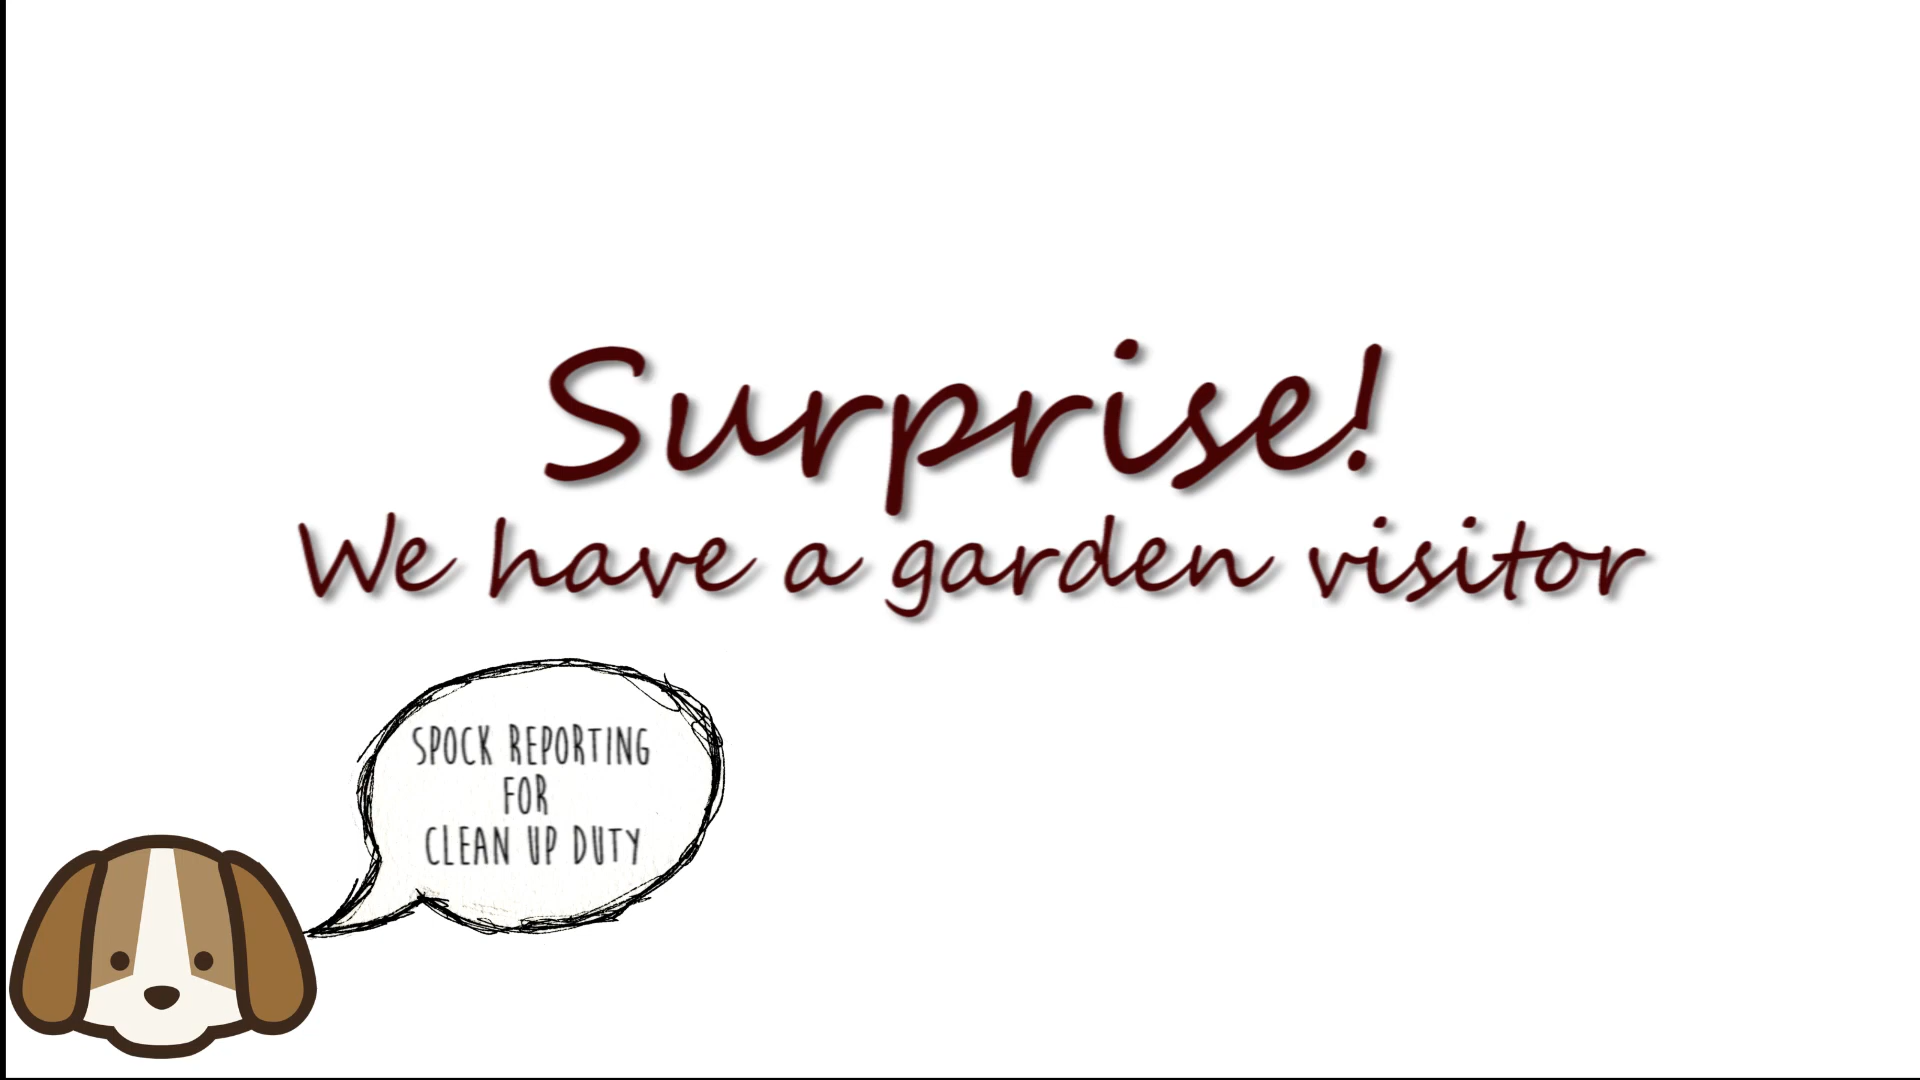 Surprise!
We have a garden visitor
SPOCK REPORTING
FOR
CLEAN UP DUTY